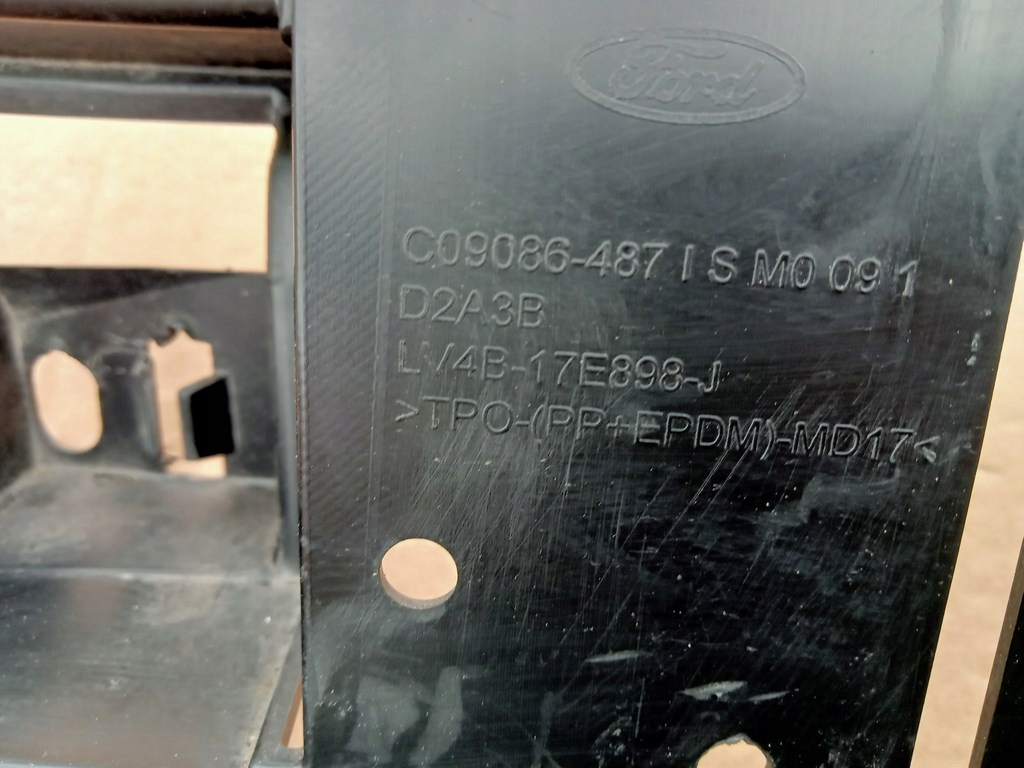 Ford
C09086-487 I S M0 09 1
D2A3B
LV4B-17E898-J
>TPO-(PP+EPDM)-MD17<